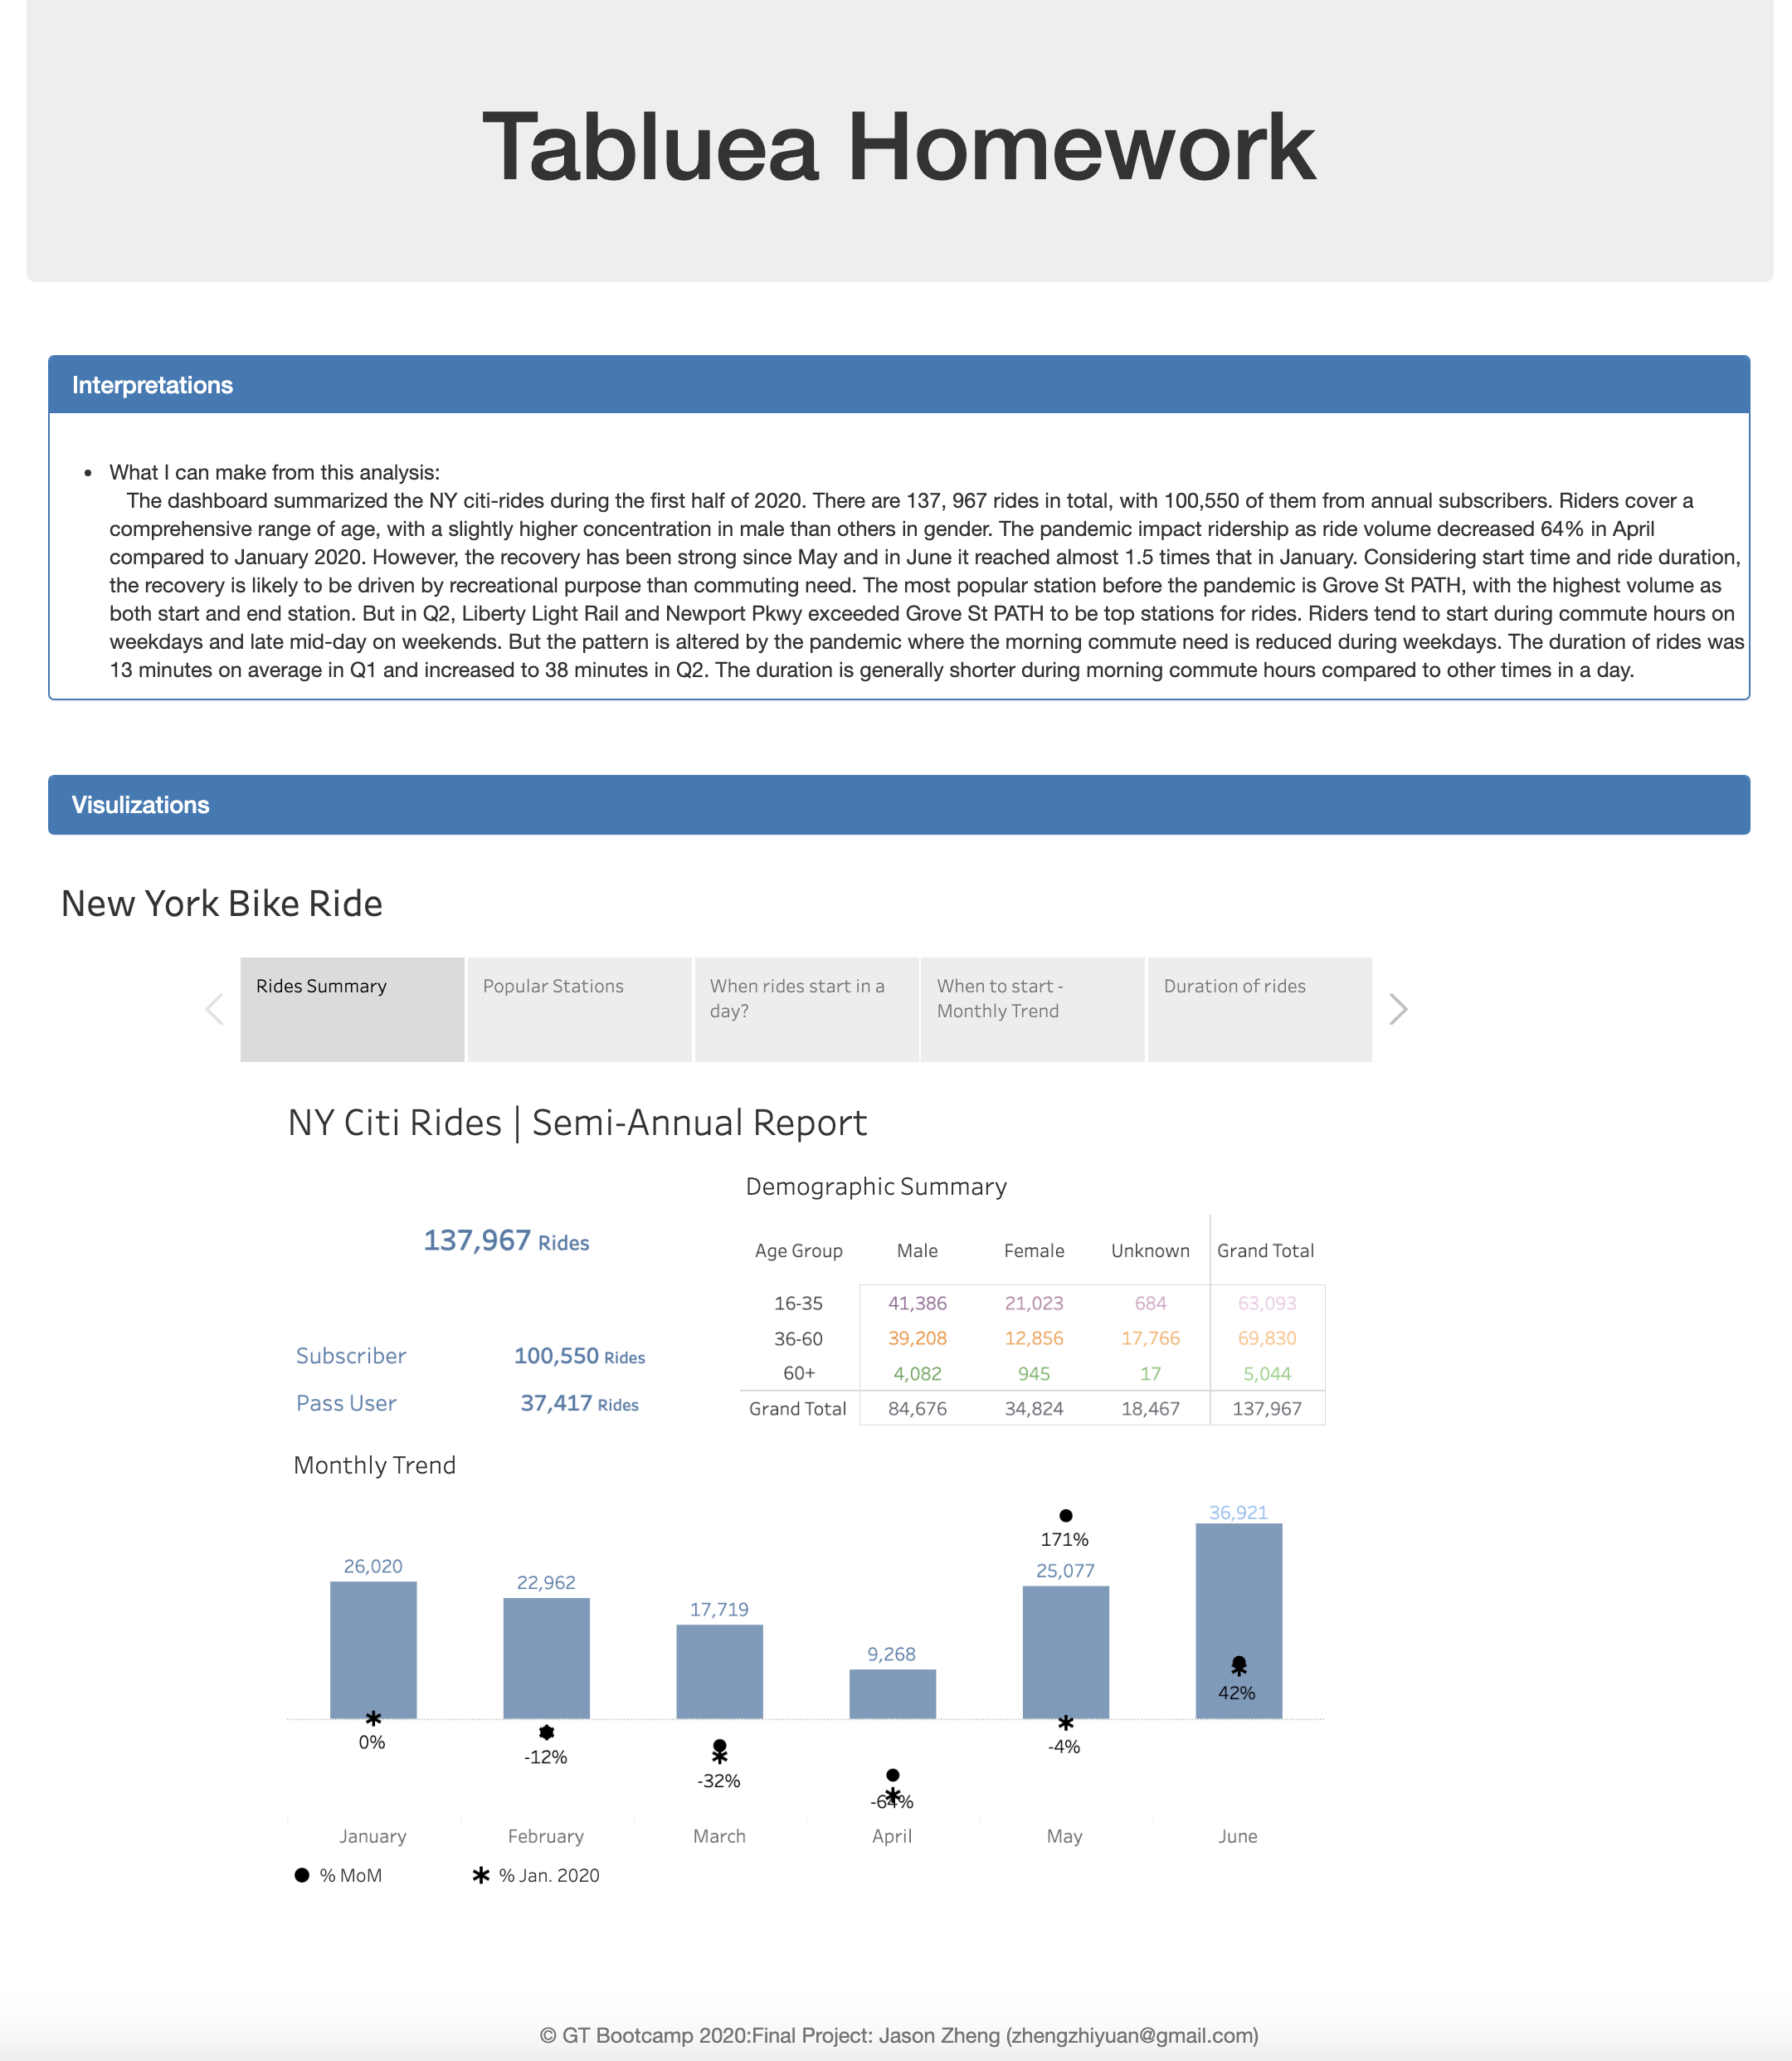 Tabluea Homework
Interpretations
• What I can make from this analysis:
The dashboard summarized the NY citi-rides during the first half of 2020. There are 137, 967 rides in total, with 100,550 of them from annual subscribers. Riders cover a
comprehensive range of age, with a slightly higher concentration in male than others in gender. The pandemic impact ridership as ride volume decreased 64% in April
compared to January 2020. However, the recovery has been strong since May and in June it reached almost 1.5 times that in January. Considering start time and ride duration,
the recovery is likely to be driven by recreational purpose than commuting need. The most popular station before the pandemic is Grove St PATH, with the highest volume as
both start and end station. But in Q2, Liberty Light Rail and Newport Pkwy exceeded Grove St PATH to be top stations for rides. Riders tend to start during commute hours on
weekdays and late mid-day on weekends. But the pattern is altered by the pandemic where the morning commute need is reduced during weekdays. The duration of rides was
13 minutes on average in Q1 and increased to 38 minutes in Q2. The duration is generally shorter during morning commute hours compared to other times in a day.
Visulizations
New York Bike Ride
Rides Summary
Popular Stations
When rides start in a
day?
When to start -
Monthly Trend
Duration of rides
NY Citi Rides | Semi-Annual Report
137,967 Rides
Subscriber 100,550 Rides
Pass User 37,417 Rides
Demographic Summary
Age Group Male Female Unknown Grand Total
16-35 41,386 21,023 684 63,093
36-60 39,208 12,856 17,766 69,830
60+ 4,082 945 17 5,044
Grand Total 84,676 34,824 18,467 137,967
Monthly Trend
26,020 22,962 17,719 9,268 25,077 36,921
171%
0% -12% -32% -64% -4% 42%
January February March April May June
% MoM % Jan. 2020
© GT Bootcamp 2020:Final Project: Jason Zheng (zhengzhiyuan@gmail.com)